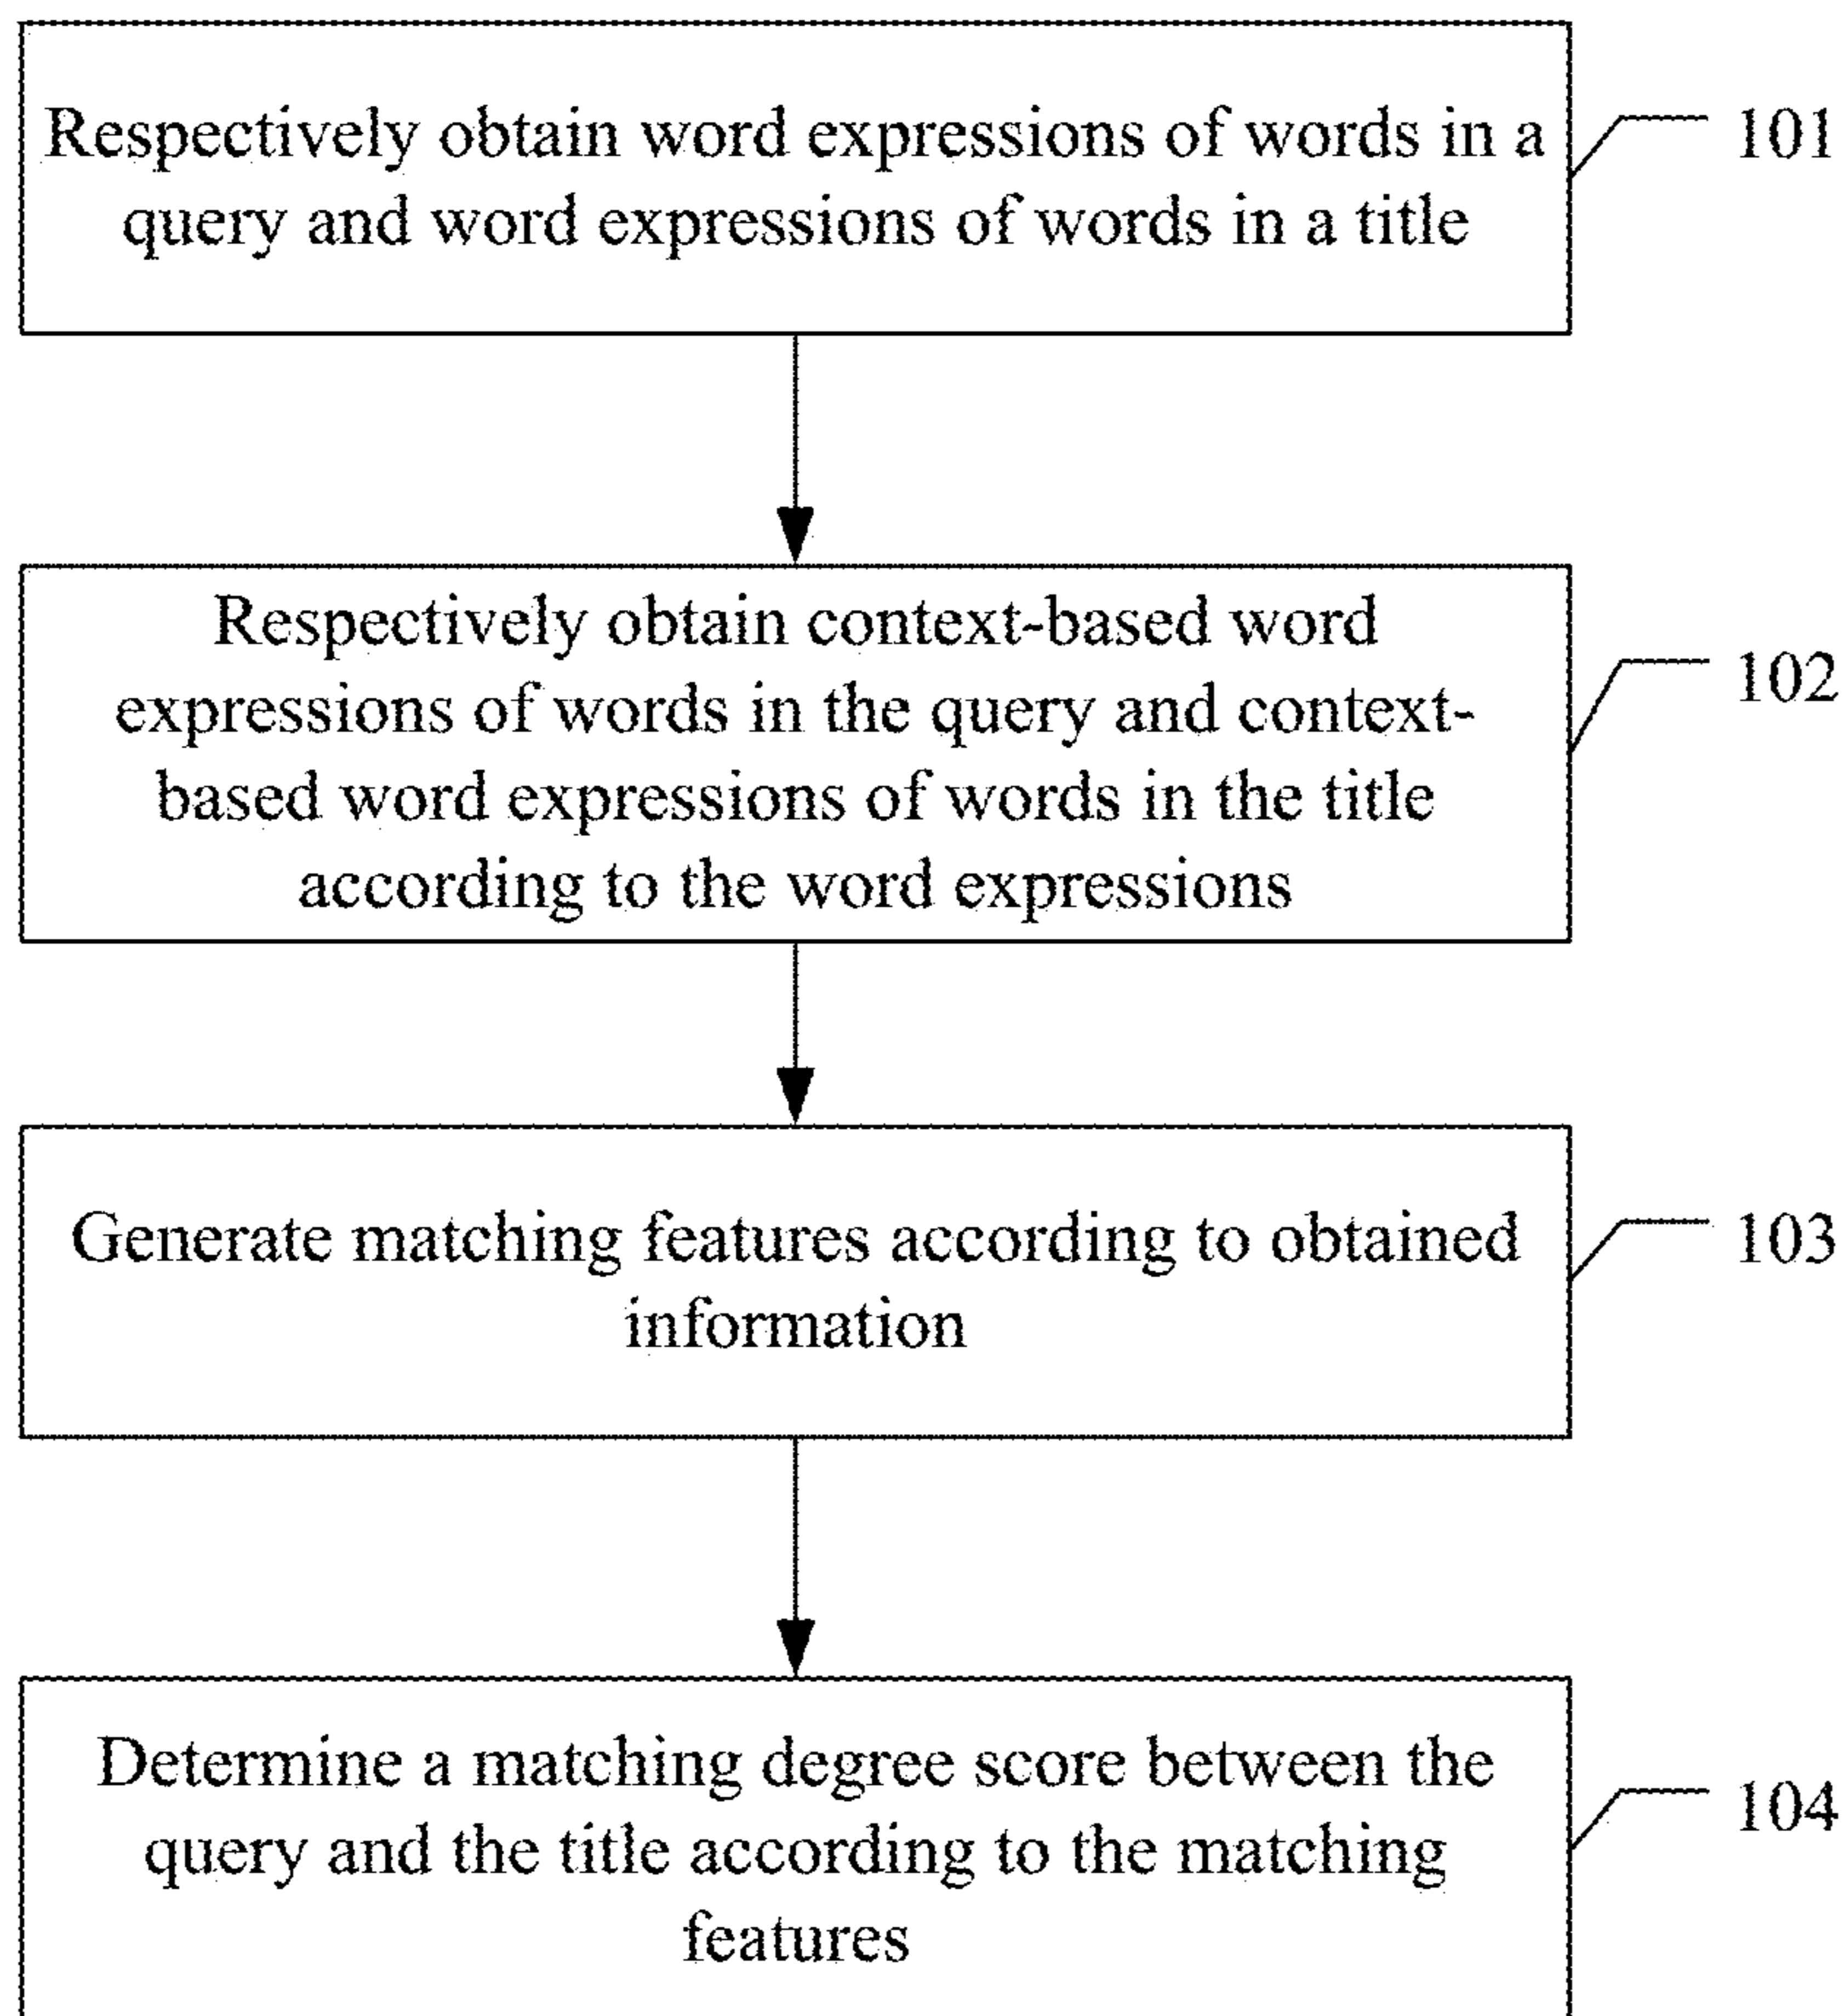 Respectively obtain word expressions of words in a
query and word expressions of words in a title
101
Respectively obtain context-based word
expressions of words in the query and context-
based word expressions of words in the title
according to the word expressions
102
Generate matching features according to obtained
information
103
Determine a matching degree score between the
query and the title according to the matching
features
104